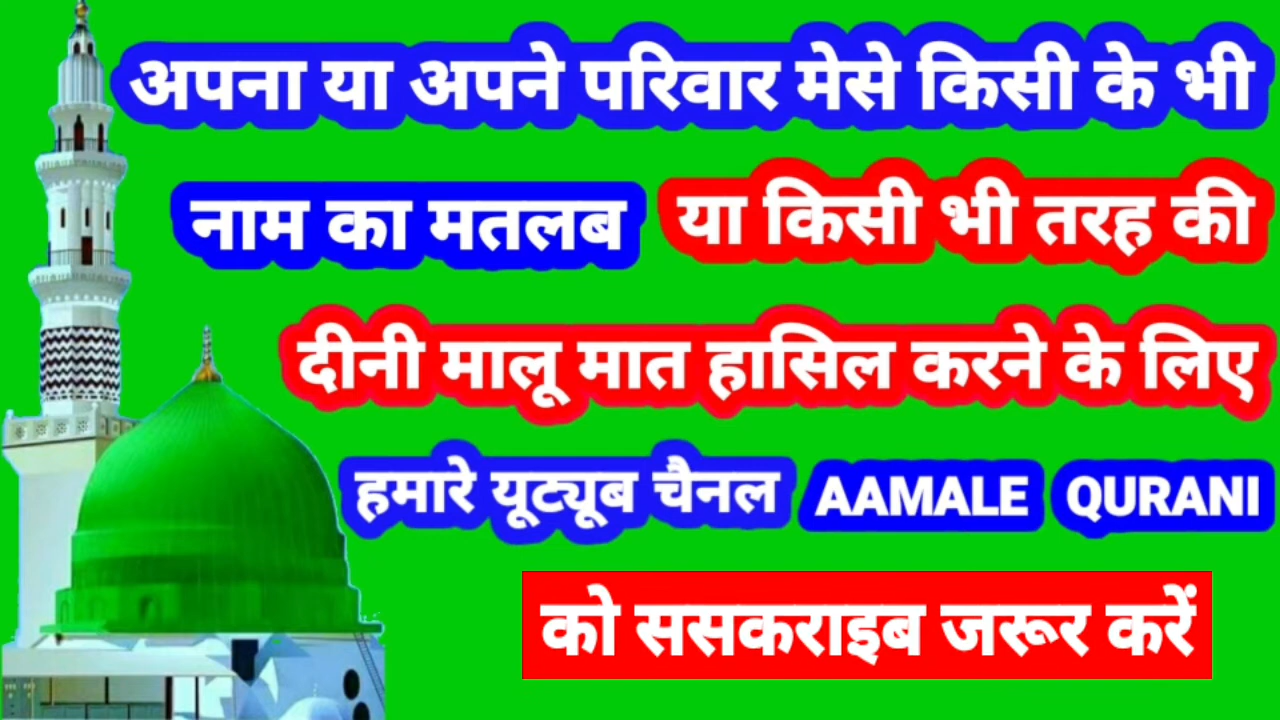 अपना या अपने परिवार मेसे किसी के भी
नाम का मतलब या किसी भी तरह की
दीनी मालू मात हासिल करने के लिए
हमारे यूट्यूब चैनल AAMALE QURANI
को ससकराइब जरूर करें